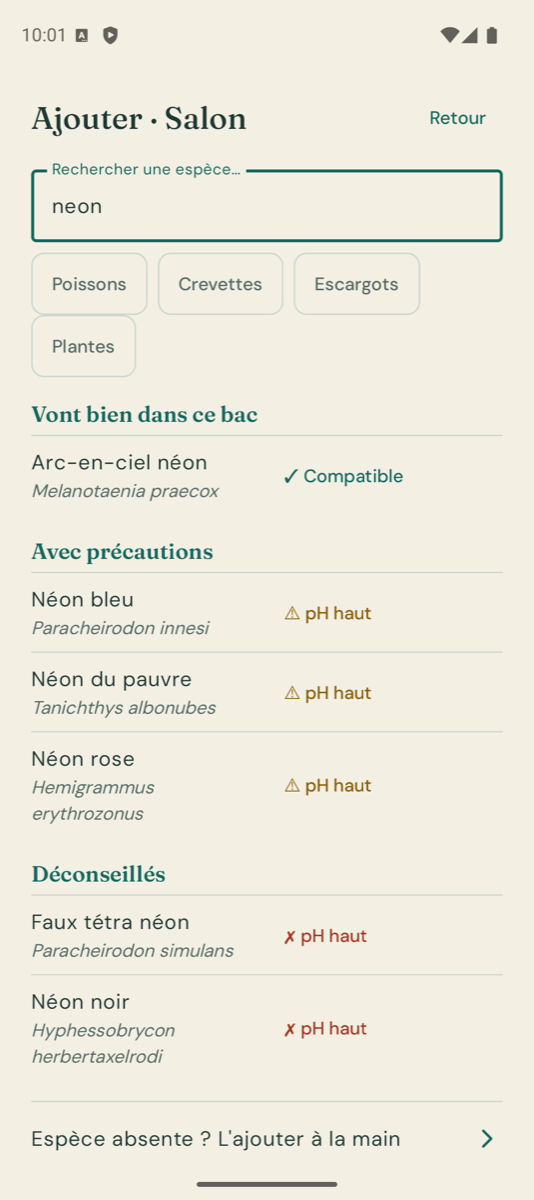 10:01
Ajouter · Salon
Retour
Rechercher une espèce…
neon
Poissons
Crevettes
Escargots
Plantes
Vont bien dans ce bac
Arc-en-ciel néon
Melanotaenia praecox
✓ Compatible
Avec précautions
Néon bleu
Paracheirodon innesi
⚠ pH haut
Néon du pauvre
Tanichthys albonubes
⚠ pH haut
Néon rose
Hemigrammus
erythrozonus
⚠ pH haut
Déconseillés
Faux tétra néon
Paracheirodon simulans
✗ pH haut
Néon noir
Hyphessobrycon
herbertaxelrodi
✗ pH haut
Espèce absente ? L'ajouter à la main